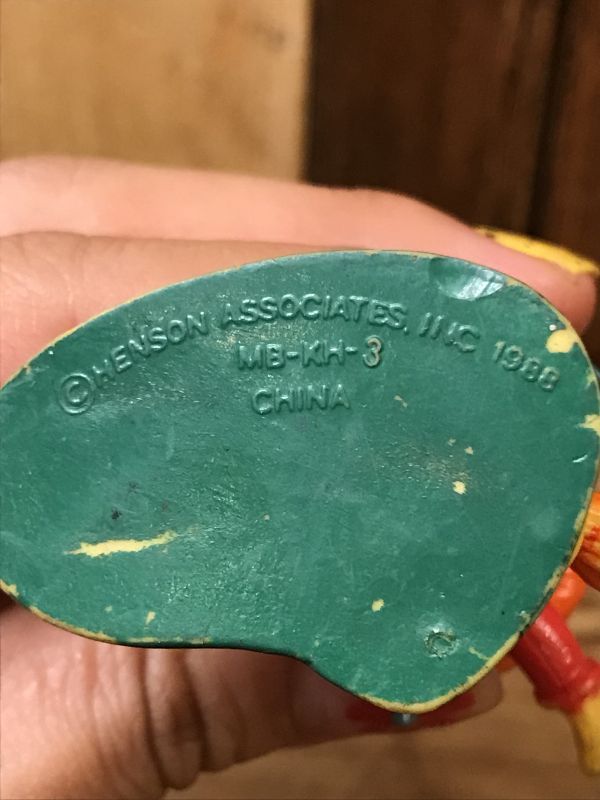 ©HENSON ASSOCIATES, INC 1988
MB-KH-3
CHINA